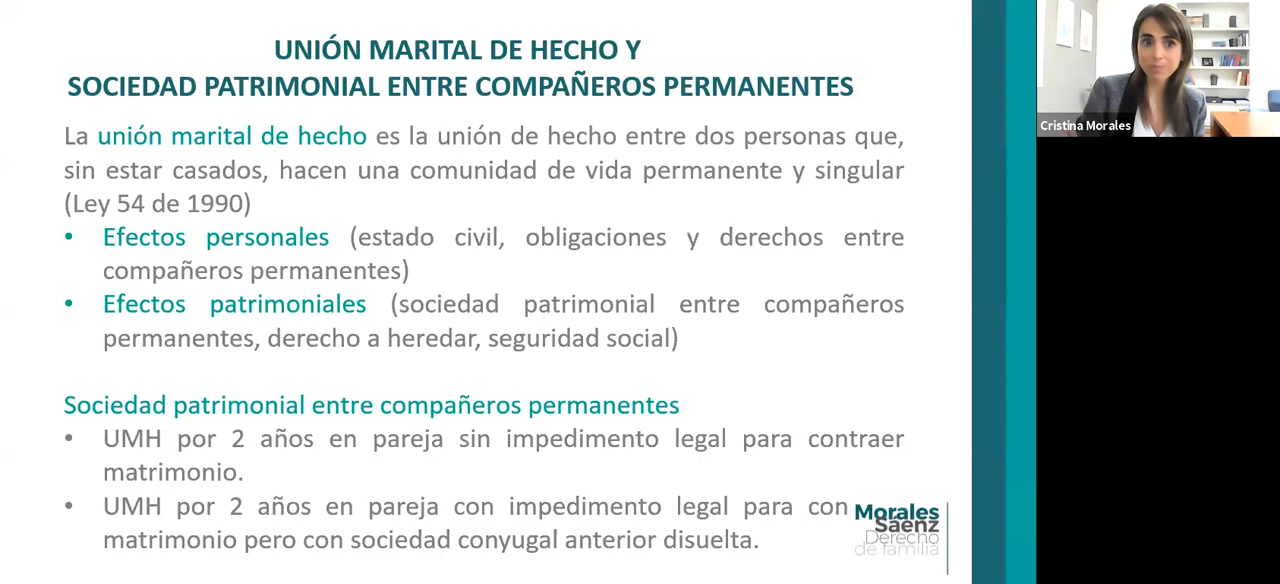 UNIÓN MARITAL DE HECHO Y
SOCIEDAD PATRIMONIAL ENTRE COMPAÑEROS PERMANENTES
La unión marital de hecho es la unión de hecho entre dos personas que,
sin estar casados, hacen una comunidad de vida permanente y singular
(Ley 54 de 1990)
• Efectos personales (estado civil, obligaciones y derechos entre
compañeros permanentes)
• Efectos patrimoniales (sociedad patrimonial entre compañeros
permanentes, derecho a heredar, seguridad social)
Sociedad patrimonial entre compañeros permanentes
• UMH por 2 años en pareja sin impedimento legal para contraer
matrimonio.
• UMH por 2 años en pareja con impedimento legal para con
matrimonio pero con sociedad conyugal anterior disuelta.
Morales
Sáenz
Derecho
de familia
Cristina Morales